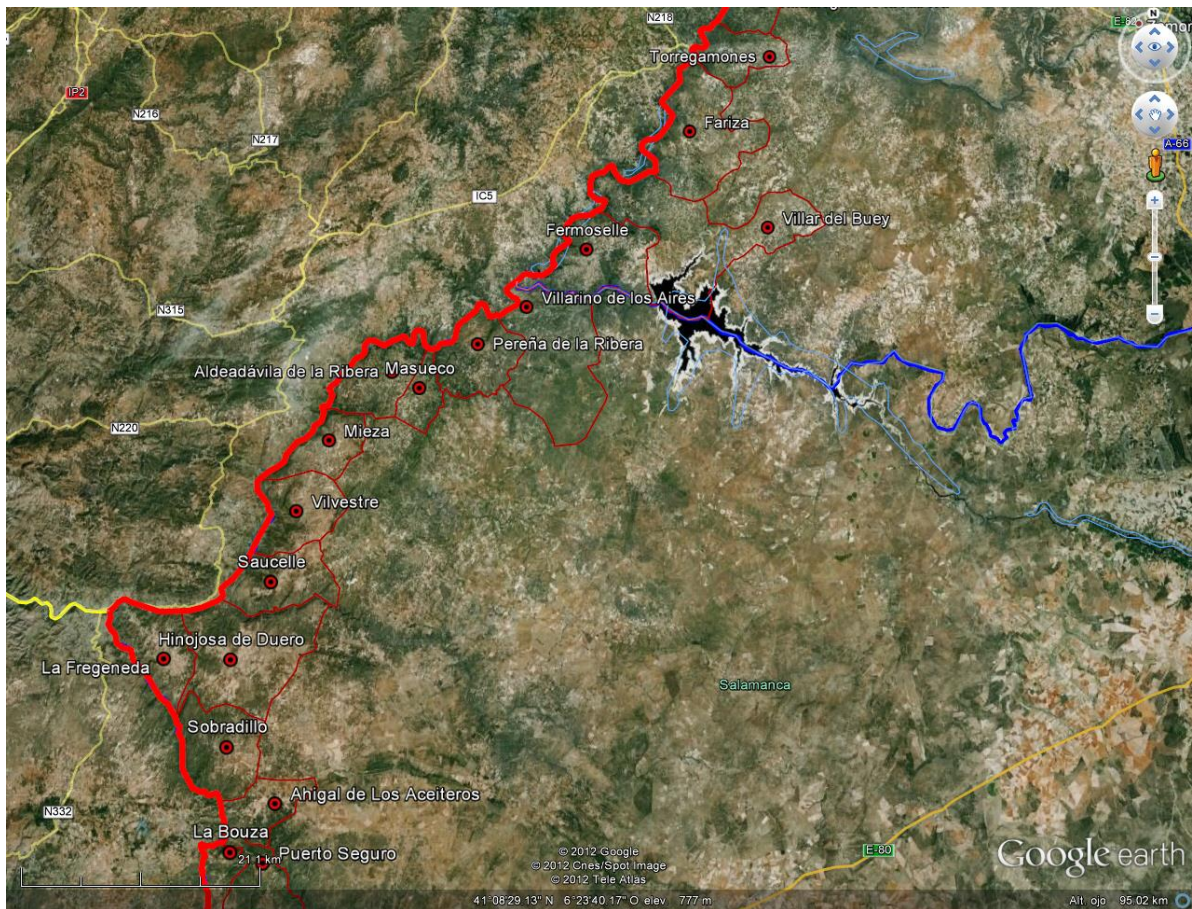 N218
E-82
N
Torregamones
IP2
N216
Fariza
N217
A-66
IC5
Villar del Buey
Fermoselle
Villarino de los Aires
N315
Pereña de la Ribera
Aldeadávila de la Ribera
Masueco
N220
Mieza
Vilvestre
Saucelle
Hinojosa de Duero
La Fregeneda
Salamanca
Sobradillo
Ahigal de Los Aceiteros
N332
La Bouza
Puerto Seguro
21.1 km
E-80
© 2012 Google
© 2012 Cnes/Spot Image
© 2012 Tele Atlas
Google earth
41°08'29.13" N 6°23'40.17" O elev 777 m
Alt. ojo 95.02 km